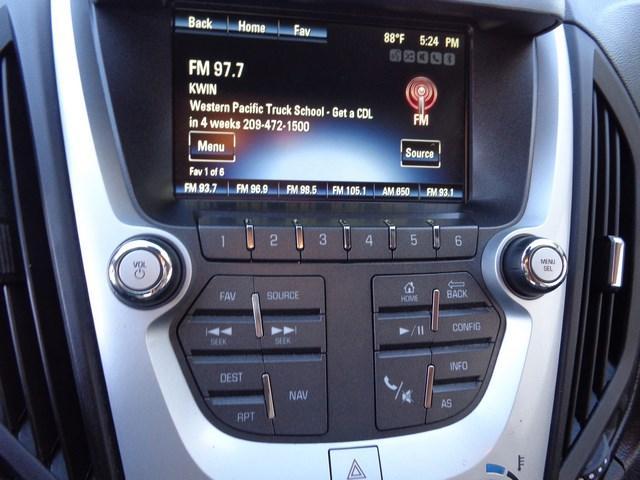 Back Home Fav
88°F 5:24 PM
FM 97.7
KWIN
Western Pacific Truck School - Get a CDL
in 4 weeks 209-472-1500
FM
Menu
Source
Fav 1 of 6
FM 93.7 FM 96.9 FM 98.5 FM 105.1 AM 650 FM 93.1
1 2 3 4 5 6
VOL
MENU
SEL
FAV SOURCE
HOME BACK
SEEK SEEK
CONFIG
DEST NAV
INFO
RPT
AS